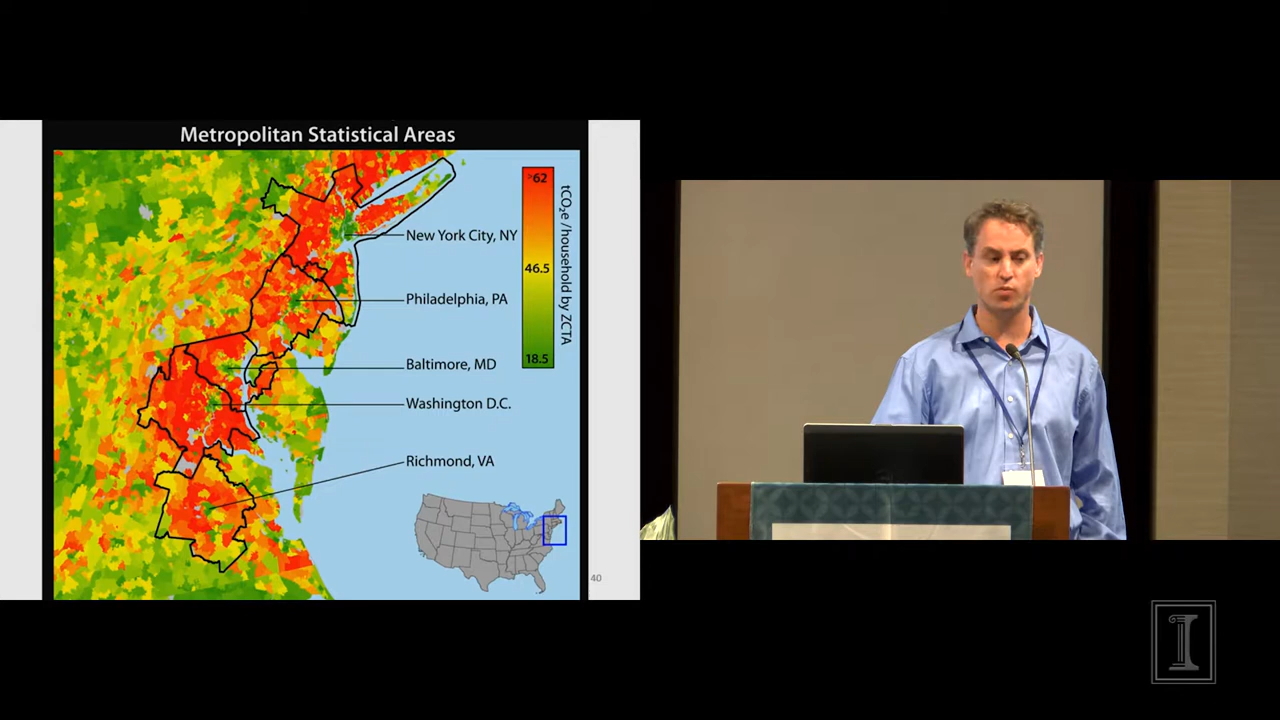 Metropolitan Statistical Areas
>62
46.5
18.5
tCO₂e /household by ZCTA
New York City, NY
Philadelphia, PA
Baltimore, MD
Washington D.C.
Richmond, VA
40
I